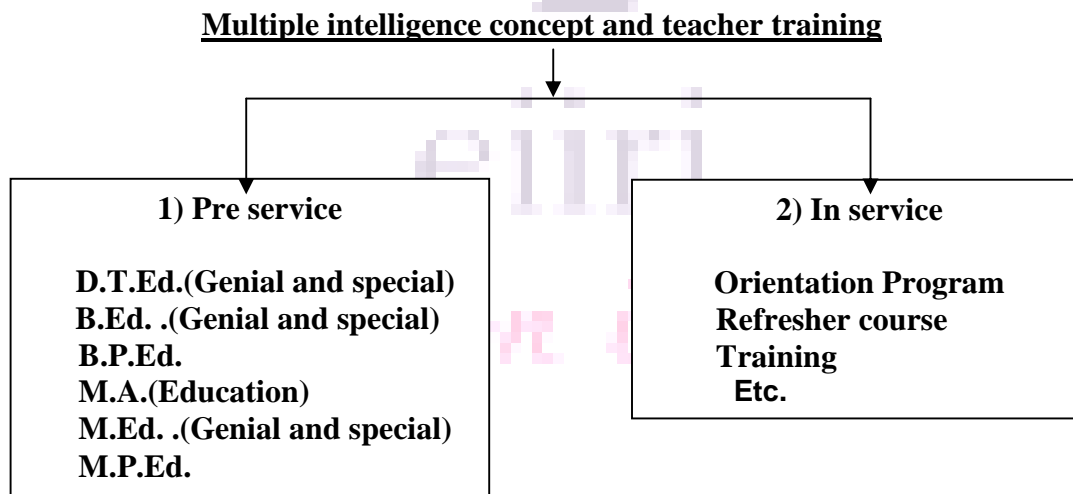 Multiple intelligence concept and teacher training
eiiri
1) Pre service
D.T.Ed.(Genial and special)
B.Ed. .(Genial and special)
B.P.Ed.
M.A.(Education)
M.Ed. .(Genial and special)
M.P.Ed.
2) In service
Orientation Program
Refresher course
Training
Etc.